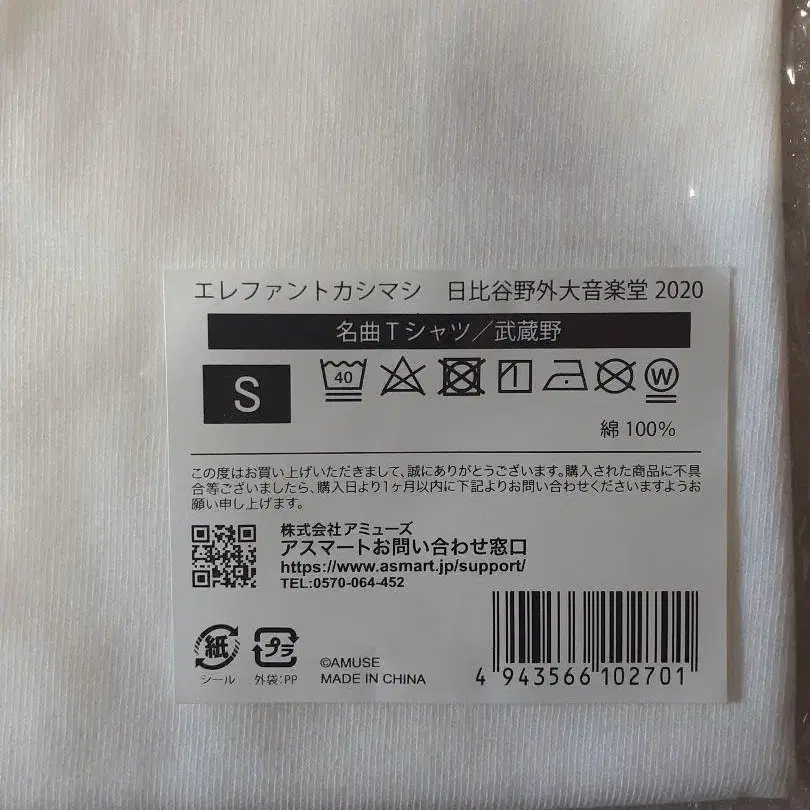 エレファントカシマシ 日比谷野外大音楽堂 2020
名曲Tシャツ／武蔵野
S
40
W
綿 100%
この度はお買い上げいただきまして、誠にありがとうございます。購入された商品に不具
合等ございましたら、購入日より1ヶ月以内に下記よりお問い合わせくださいますようお
願い申し上げます。
株式会社アミューズ
アスマートお問い合わせ窓口
https://www.asmart.jp/support/
TEL:0570-064-452
紙
シール
プラ
外袋:PP
©AMUSE
MADE IN CHINA
4 943566 102701